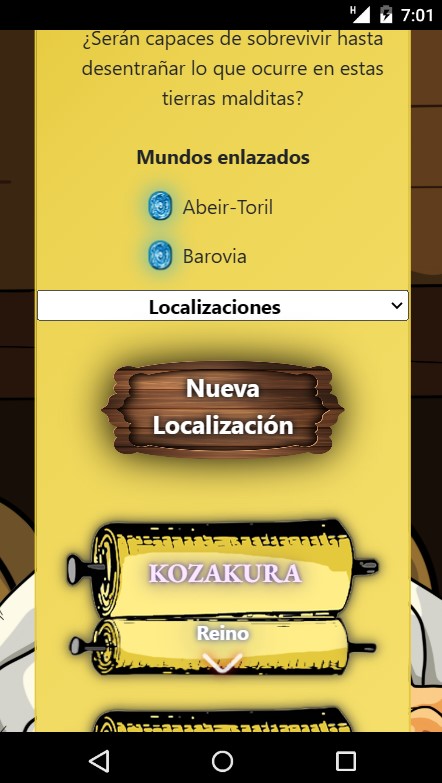 H 7:01
¿Serán capaces de sobrevivir hasta
desentrañar lo que ocurre en estas
tierras malditas?
Mundos enlazados
Abeir-Toril
Barovia
Localizaciones
Nueva
Localización
KOZAKURA
Reino